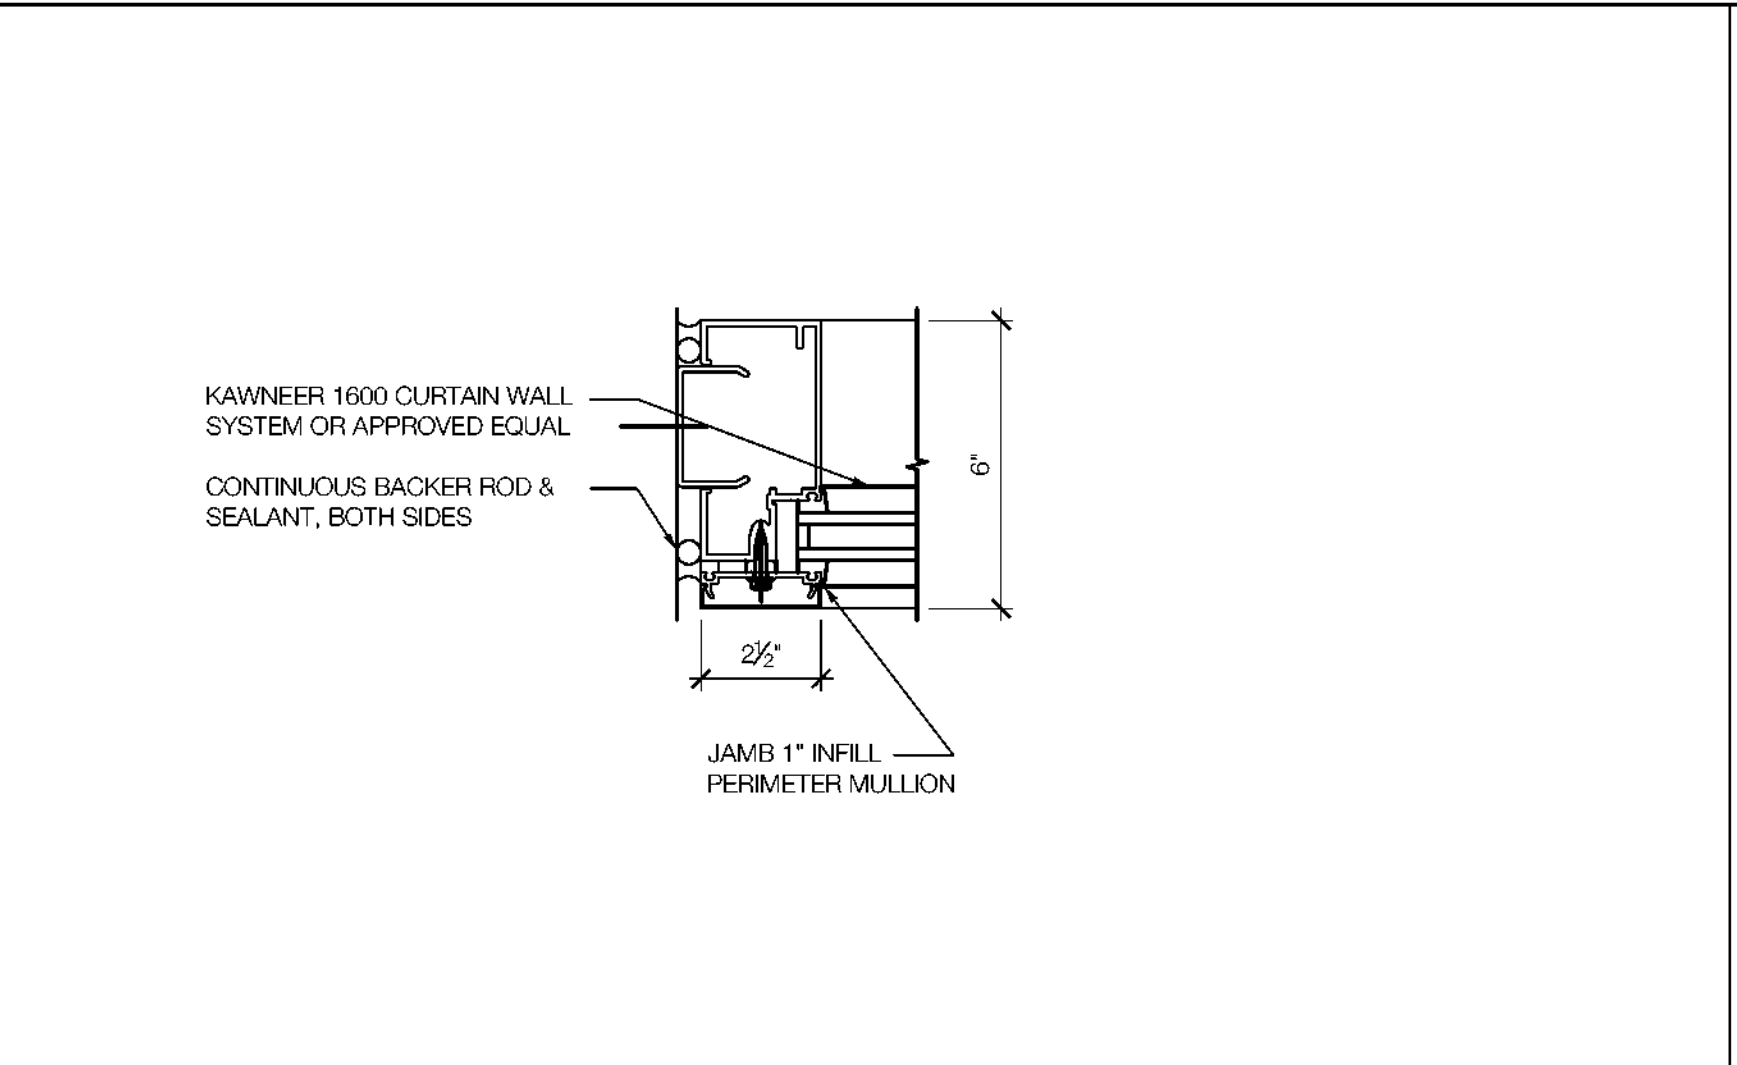 KAWNEER 1600 CURTAIN WALL
SYSTEM OR APPROVED EQUAL
CONTINUOUS BACKER ROD &
SEALANT, BOTH SIDES
6"
2½"
JAMB 1" INFILL
PERIMETER MULLION